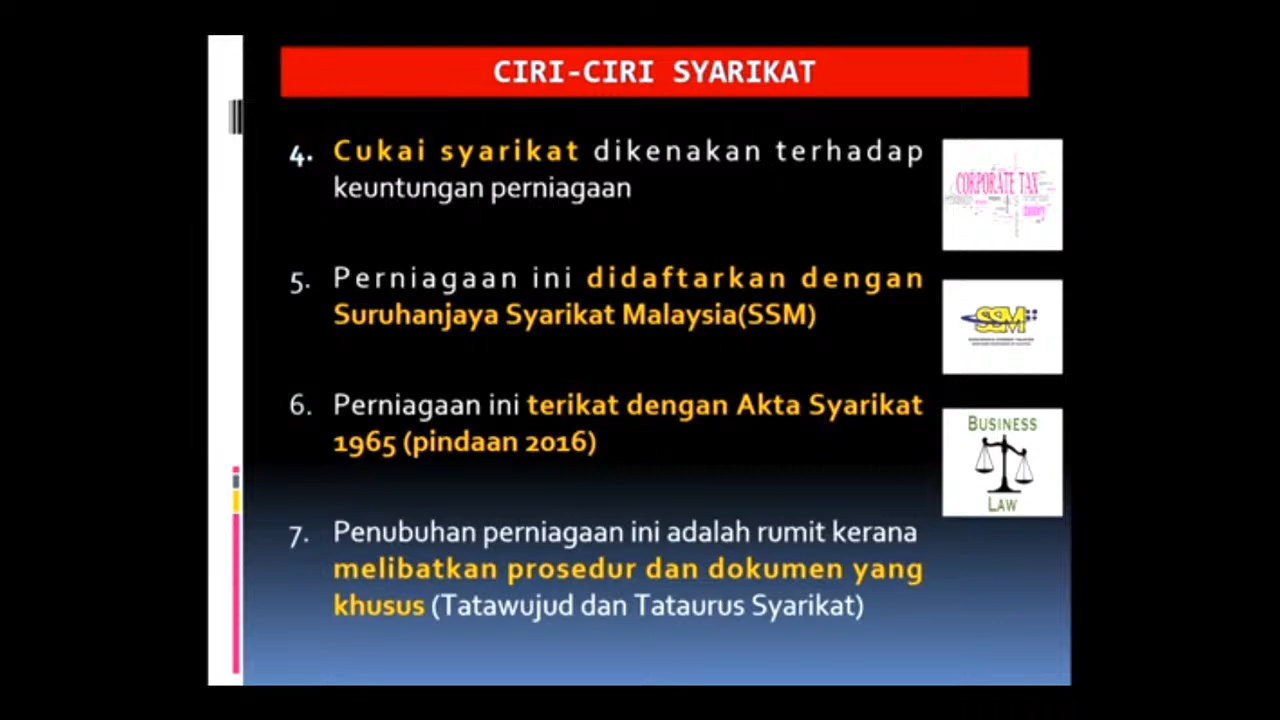 CIRI-CIRI SYARIKAT
4. Cukai syarikat dikenakan terhadap
keuntungan perniagaan
CORPORATE TAX
money
5. Perniagaan ini didaftarkan dengan
Suruhanjaya Syarikat Malaysia(SSM)
SSM
6. Perniagaan ini terikat dengan Akta Syarikat
1965 (pindaan 2016)
BUSINESS
LAW
7. Penubuhan perniagaan ini adalah rumit kerana
melibatkan prosedur dan dokumen yang
khusus (Tatawujud dan Tataurus Syarikat)